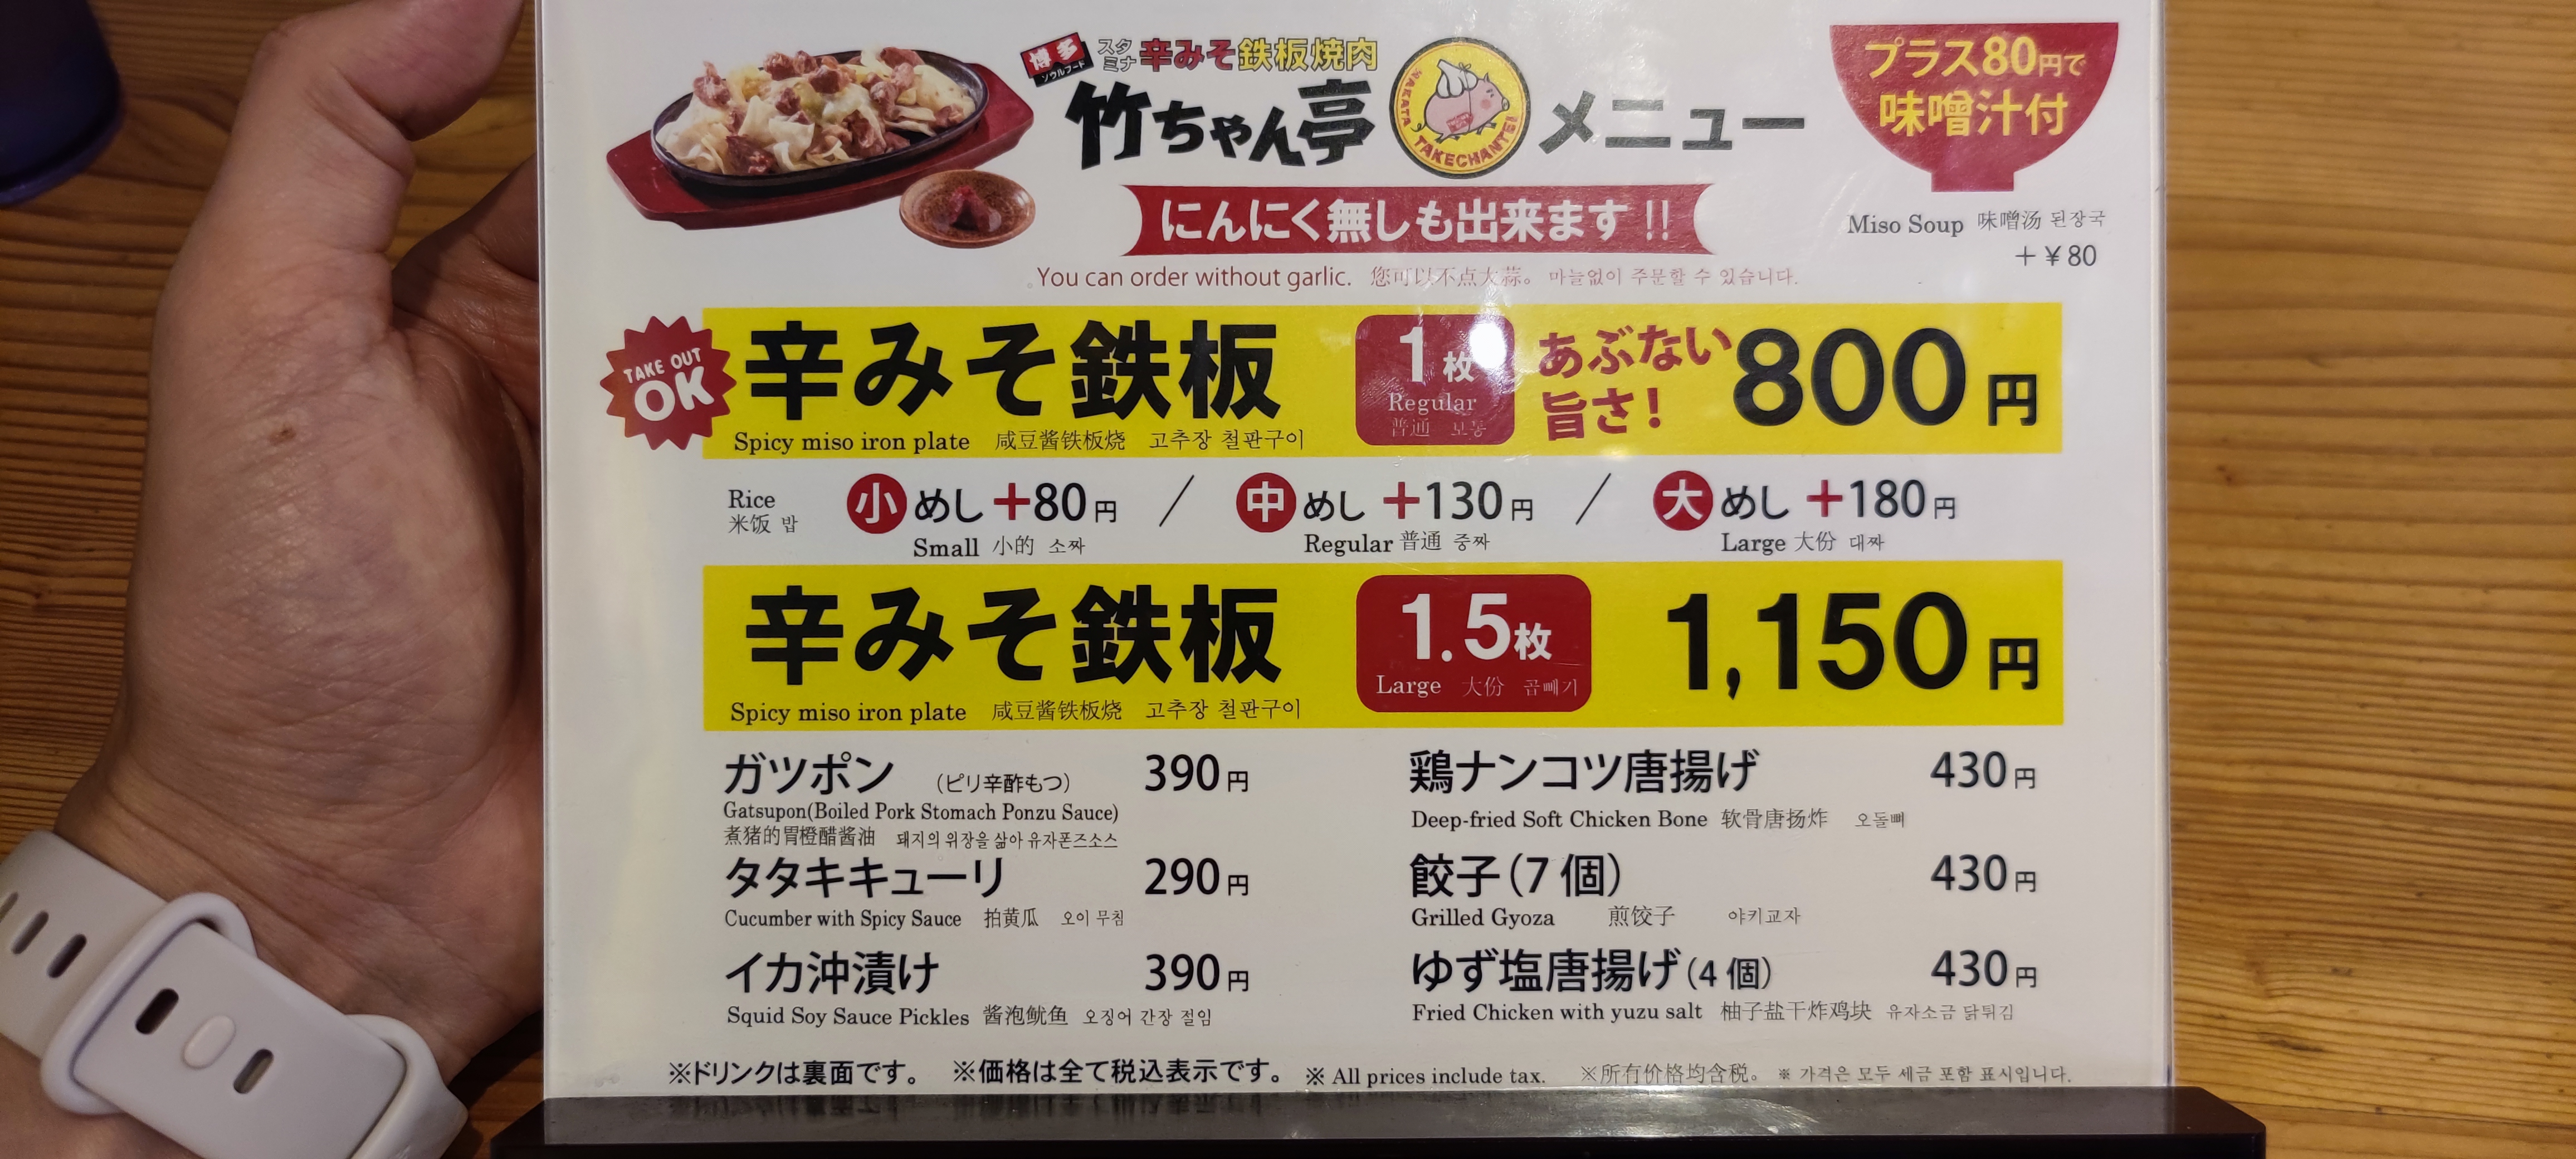 博多 ソウルフード スタミナ 辛みそ鉄板焼肉
竹ちゃん亭 メニュー
HAKATA TAKECHANTEI
プラス80円で
味噌汁付
Miso Soup 味噌汤 된장국
+¥80
にんにく無しも出来ます!!
You can order without garlic. 您可以不点大蒜。 마늘없이 주문할 수 있습니다.
TAKE OUT
OK
辛みそ鉄板 1枚 あぶない旨さ! 800円
Spicy miso iron plate 咸豆酱铁板烧 고추장 철판구이 Regular 普通 보통
Rice 小めし +80円 / 中めし +130円 / 大めし +180円
米饭 밥 Small 小的 소짜 Regular 普通 중짜 Large 大份 대짜
辛みそ鉄板 1.5枚 1,150円
Spicy miso iron plate 咸豆酱铁板烧 고추장 철판구이 Large 大份 곱빼기
ガツポン (ピリ辛酢もつ) 390円
Gatsupon(Boiled Pork Stomach Ponzu Sauce)
煮猪的胃橙醋酱油 돼지의 위장을 삶아 유자폰즈소스
タタキキューリ 290円
Cucumber with Spicy Sauce 拍黄瓜 오이 무침
イカ沖漬け 390円
Squid Soy Sauce Pickles 酱泡鱿鱼 오징어 간장 절임
鶏ナンコツ唐揚げ 430円
Deep-fried Soft Chicken Bone 软骨唐扬炸 오돌뼈
餃子(7個) 430円
Grilled Gyoza 煎饺子 야키교자
ゆず塩唐揚げ(4個) 430円
Fried Chicken with yuzu salt 柚子盐干炸鸡块 유자소금 닭튀김
※ドリンクは裏面です。 ※価格は全て税込表示です。 ※ All prices include tax. ※所有价格均含税。 ※ 가격은 모두 세금 포함 표시입니다.